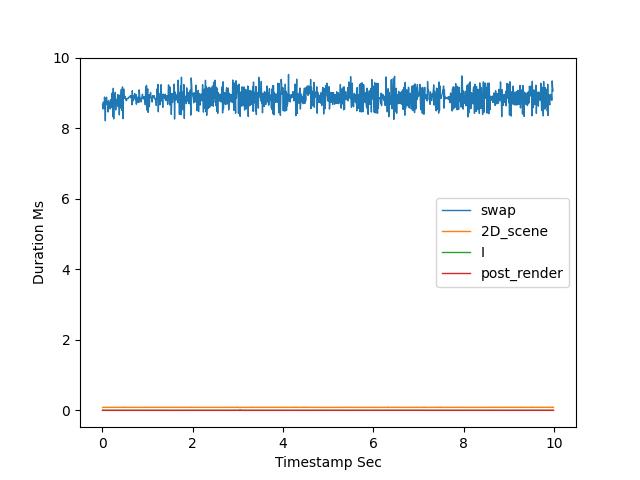 10
8
6
4
2
0
Duration Ms
swap
2D_scene
I
post_render
0 2 4 6 8 10
Timestamp Sec